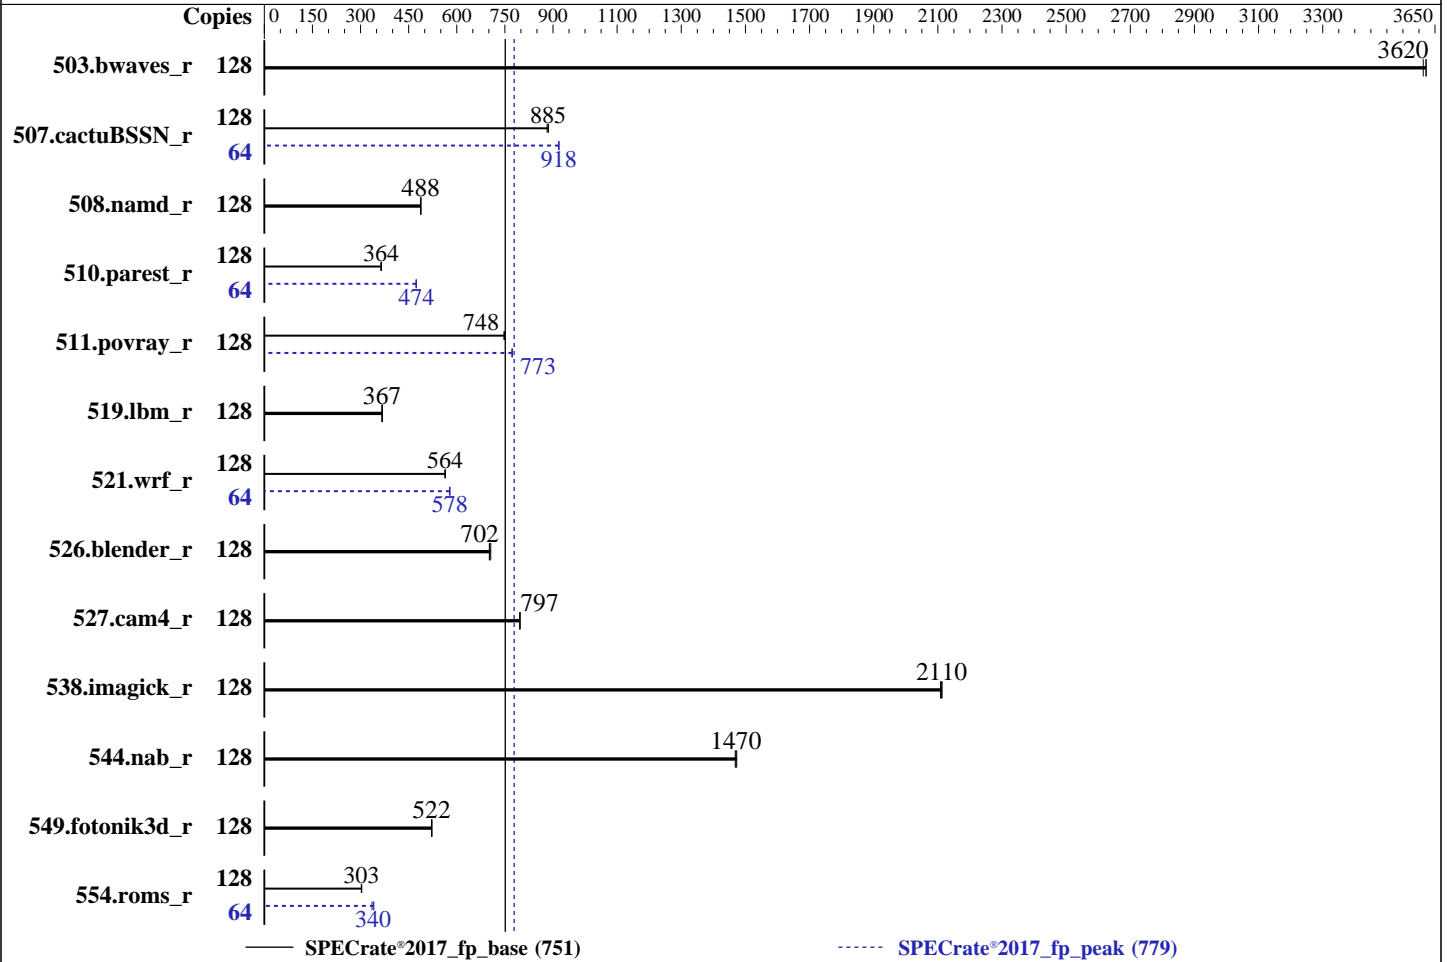 Copies 0 150 300 450 600 750 900 1100 1300 1500 1700 1900 2100 2300 2500 2700 2900 3100 3300 3650
503.bwaves_r 128 3620
507.cactuBSSN_r 128 885
64 918
508.namd_r 128 488
510.parest_r 128 364
64 474
511.povray_r 128 748
773
519.lbm_r 128 367
521.wrf_r 128 564
64 578
526.blender_r 128 702
527.cam4_r 128 797
538.imagick_r 128 2110
544.nab_r 128 1470
549.fotonik3d_r 128 522
554.roms_r 128 303
64 340
SPECrate®2017_fp_base (751) SPECrate®2017_fp_peak (779)